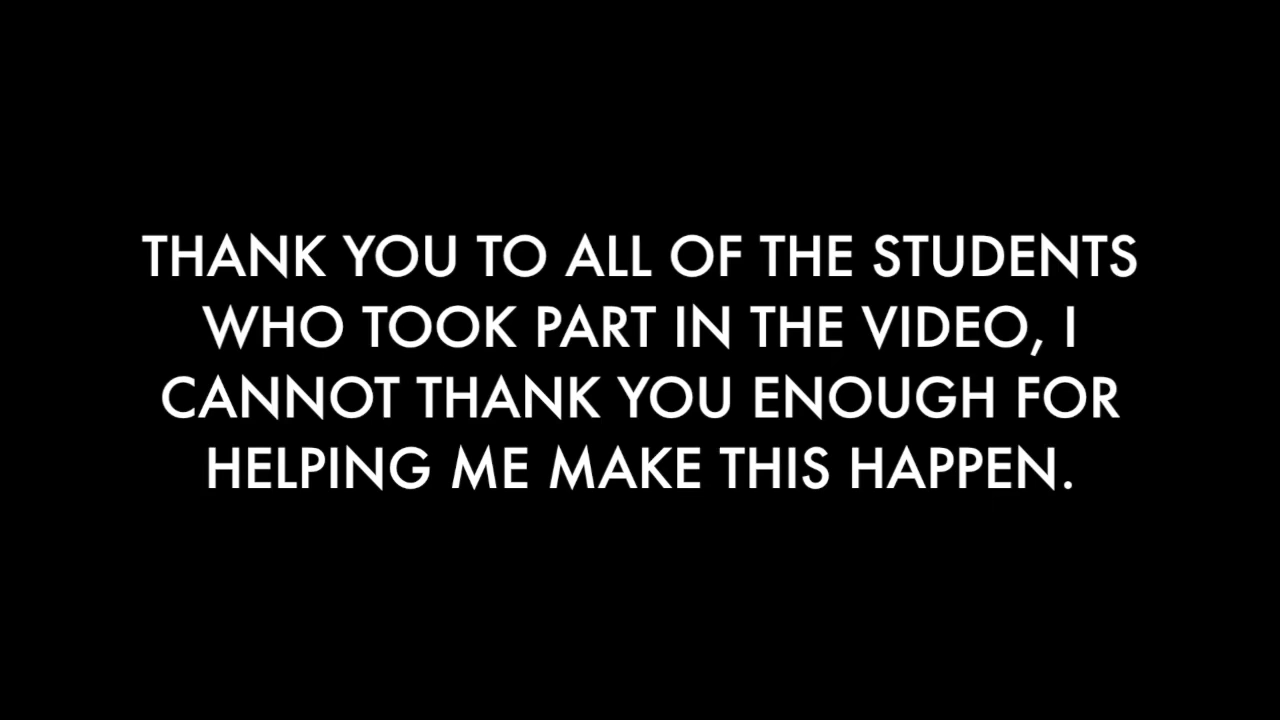 THANK YOU TO ALL OF THE STUDENTS
WHO TOOK PART IN THE VIDEO, I
CANNOT THANK YOU ENOUGH FOR
HELPING ME MAKE THIS HAPPEN.